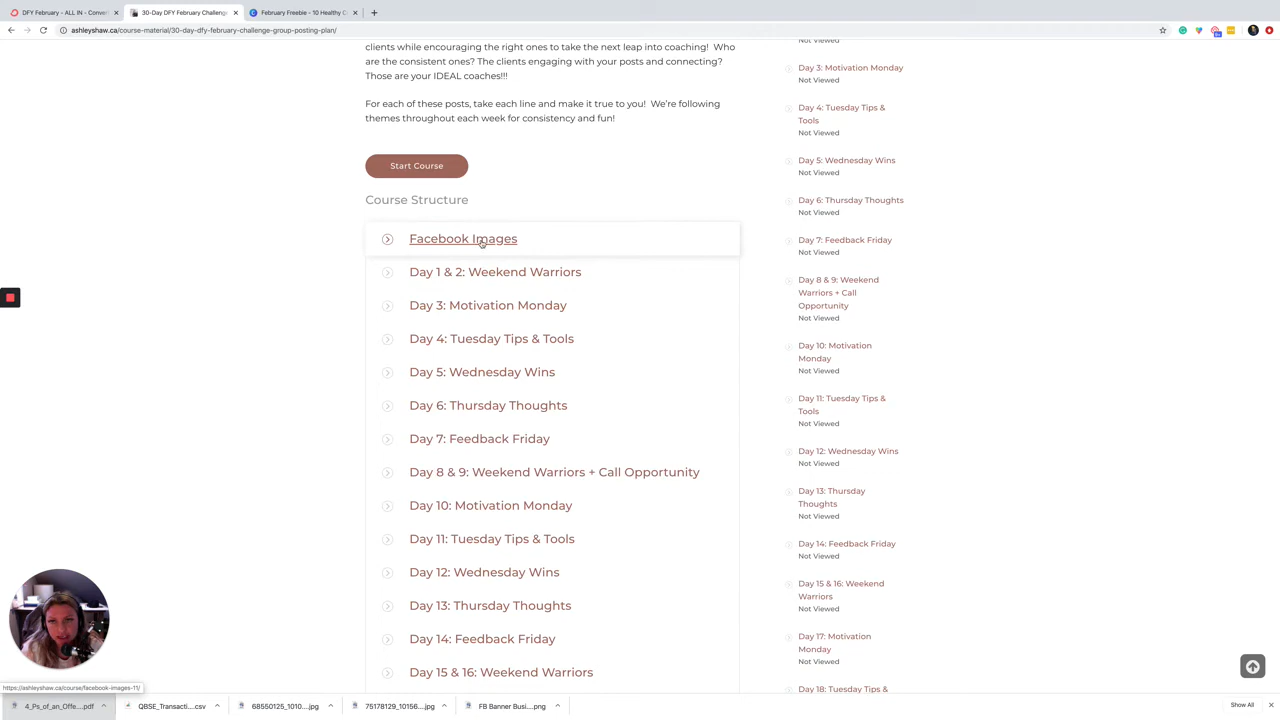 DFY February - ALL IN - Convert
30-Day DFY February Challenge
February Freebie - 10 Healthy C
ashleyshaw.ca/course-material/30-day-dfy-february-challenge-group-posting-plan/
clients while encouraging the right ones to take the next leap into coaching! Who
are the consistent ones? The clients engaging with your posts and connecting?
Those are your IDEAL coaches!!!
For each of these posts, take each line and make it true to you! We're following
themes throughout each week for consistency and fun!
Start Course
Course Structure
Facebook Images
Day 1 & 2: Weekend Warriors
Day 3: Motivation Monday
Day 4: Tuesday Tips & Tools
Day 5: Wednesday Wins
Day 6: Thursday Thoughts
Day 7: Feedback Friday
Day 8 & 9: Weekend Warriors + Call Opportunity
Day 10: Motivation Monday
Day 11: Tuesday Tips & Tools
Day 12: Wednesday Wins
Day 13: Thursday Thoughts
Day 14: Feedback Friday
Day 15 & 16: Weekend Warriors
Not Viewed
Day 3: Motivation Monday
Not Viewed
Day 4: Tuesday Tips &
Tools
Not Viewed
Day 5: Wednesday Wins
Not Viewed
Day 6: Thursday Thoughts
Not Viewed
Day 7: Feedback Friday
Not Viewed
Day 8 & 9: Weekend
Warriors + Call
Opportunity
Not Viewed
Day 10: Motivation
Monday
Not Viewed
Day 11: Tuesday Tips &
Tools
Not Viewed
Day 12: Wednesday Wins
Not Viewed
Day 13: Thursday
Thoughts
Not Viewed
Day 14: Feedback Friday
Not Viewed
Day 15 & 16: Weekend
Warriors
Not Viewed
Day 17: Motivation
Monday
Not Viewed
Day 18: Tuesday Tips &
https://ashleyshaw.ca/course/facebook-images-11/
4_Ps_of_an_Offe....pdf
QBSE_Transacti....csv
68550125_1010....jpg
75178129_10156....jpg
FB Banner Busi....png
Show All